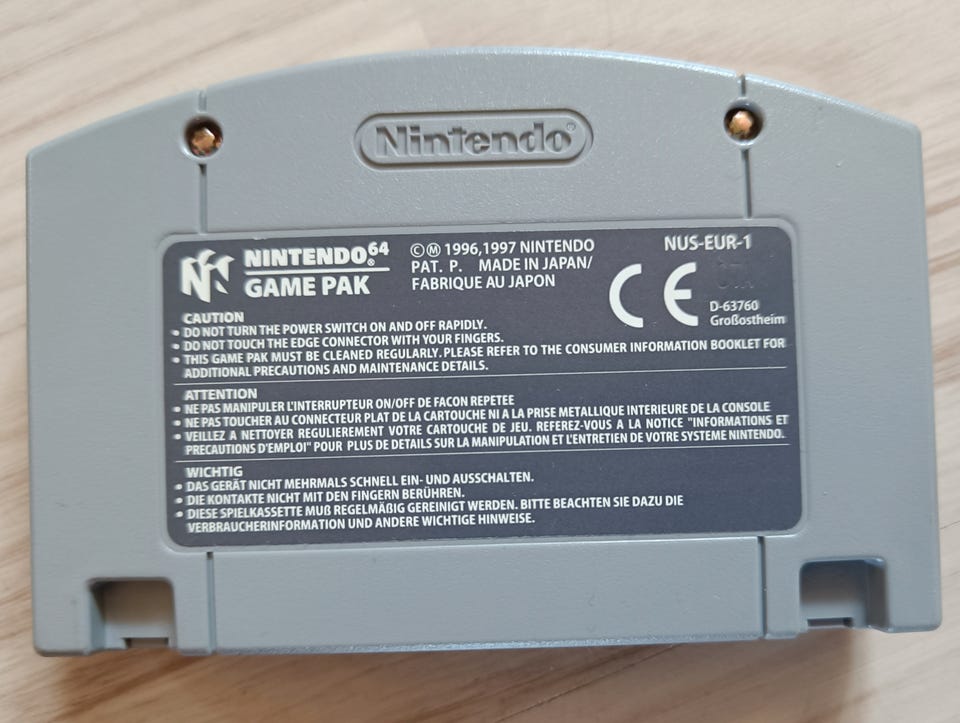 Nintendo®
NINTENDO®64
GAME PAK
©Ⓜ 1996,1997 NINTENDO
PAT. P. MADE IN JAPAN/
FABRIQUE AU JAPON
NUS-EUR-1
CE
D-63760
Großostheim
CAUTION
• DO NOT TURN THE POWER SWITCH ON AND OFF RAPIDLY.
• DO NOT TOUCH THE EDGE CONNECTOR WITH YOUR FINGERS.
• THIS GAME PAK MUST BE CLEANED REGULARLY. PLEASE REFER TO THE CONSUMER INFORMATION BOOKLET FOR
ADDITIONAL PRECAUTIONS AND MAINTENANCE DETAILS.
ATTENTION
• NE PAS MANIPULER L'INTERRUPTEUR ON/OFF DE FACON REPETEE
• NE PAS TOUCHER AU CONNECTEUR PLAT DE LA CARTOUCHE NI A LA PRISE METALLIQUE INTERIEURE DE LA CONSOLE
• VEILLEZ A NETTOYER REGULIEREMENT VOTRE CARTOUCHE DE JEU. REFEREZ-VOUS A LA NOTICE "INFORMATIONS ET
PRECAUTIONS D'EMPLOI" POUR PLUS DE DETAILS SUR LA MANIPULATION ET L'ENTRETIEN DE VOTRE SYSTEME NINTENDO.
WICHTIG
• DAS GERÄT NICHT MEHRMALS SCHNELL EIN- UND AUSSCHALTEN.
• DIE KONTAKTE NICHT MIT DEN FINGERN BERÜHREN.
• DIESE SPIELKASSETTE MUß REGELMÄßIG GEREINIGT WERDEN. BITTE BEACHTEN SIE DAZU DIE
VERBRAUCHERINFORMATION UND ANDERE WICHTIGE HINWEISE.